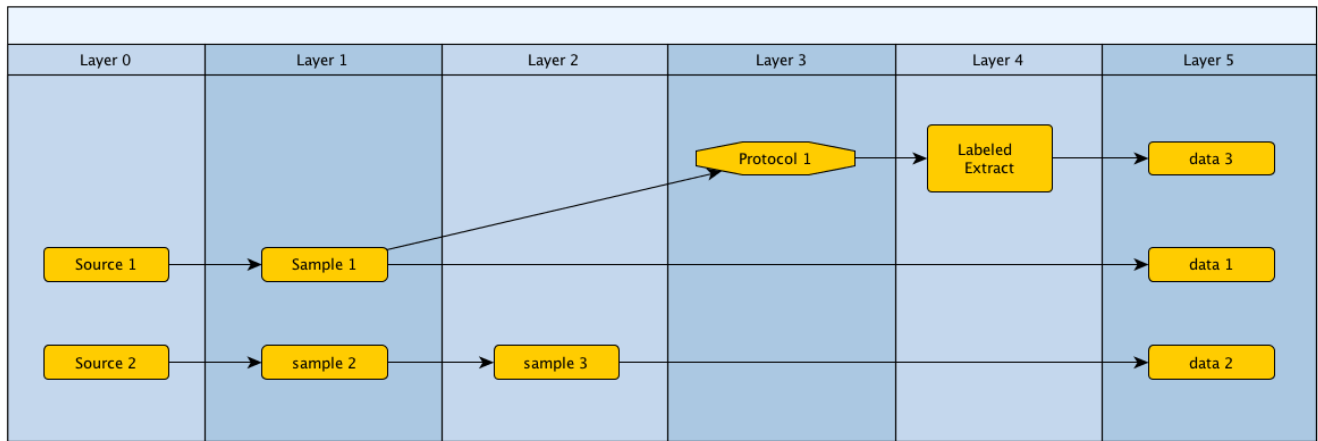 Layer 0
Layer 1
Layer 2
Layer 3
Layer 4
Layer 5
Protocol 1
Labeled
Extract
data 3
Source 1
Sample 1
data 1
Source 2
sample 2
sample 3
data 2